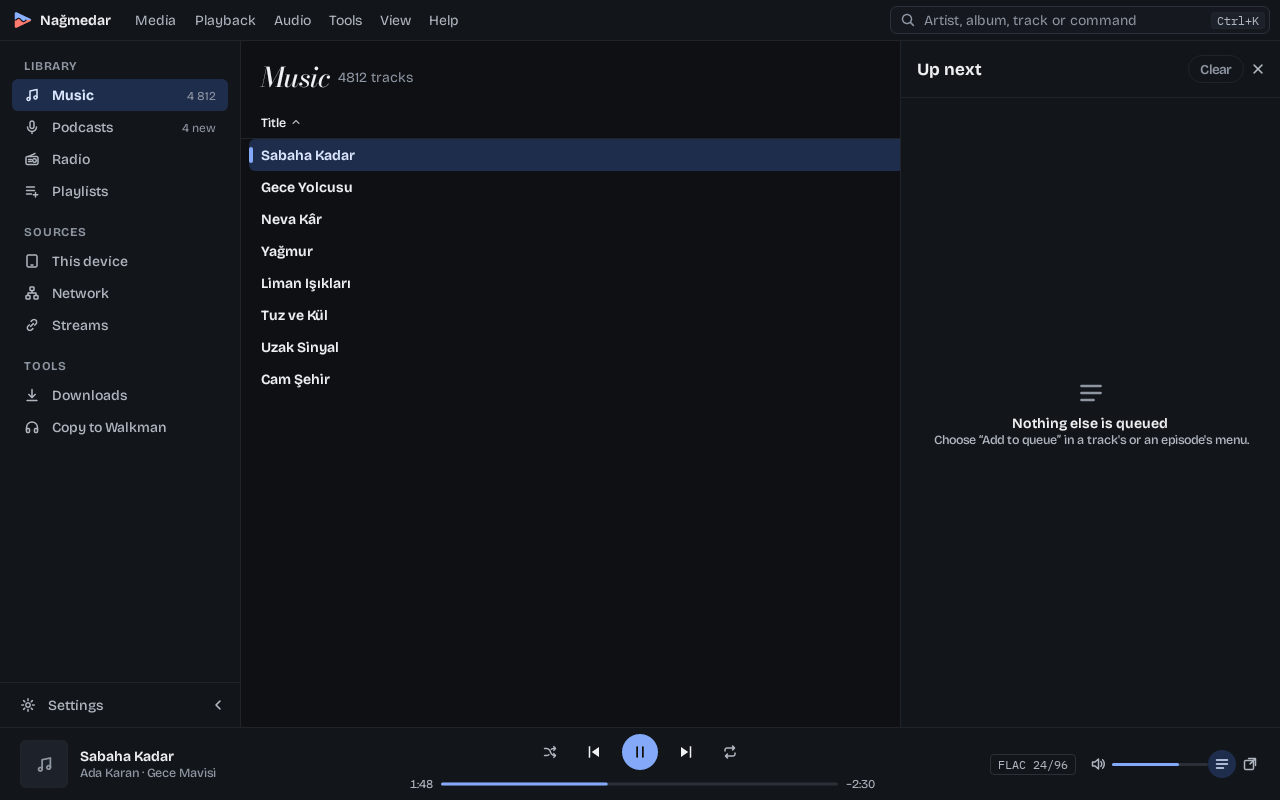 Nağmedar Media Playback Audio Tools View Help Artist, album, track or command Ctrl+K
LIBRARY
Music 4 812
Podcasts 4 new
Radio
Playlists
SOURCES
This device
Network
Streams
TOOLS
Downloads
Copy to Walkman
Settings
Music 4812 tracks
Title
Sabaha Kadar
Gece Yolcusu
Neva Kâr
Yağmur
Liman Işıkları
Tuz ve Kül
Uzak Sinyal
Cam Şehir
Up next Clear
Nothing else is queued
Choose “Add to queue” in a track's or an episode's menu.
Sabaha Kadar
Ada Karan · Gece Mavisi
1:48 −2:30
FLAC 24/96